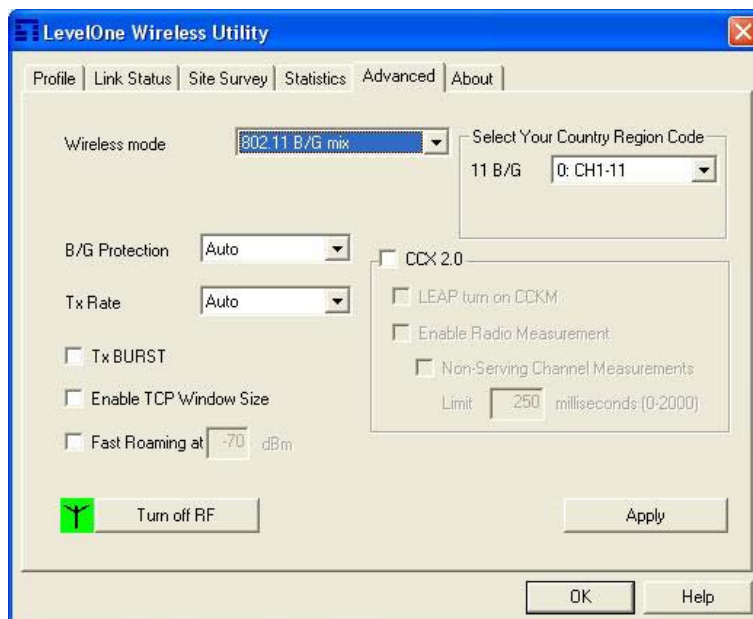 LevelOne Wireless Utility
Profile Link Status Site Survey Statistics Advanced About
Wireless mode 802.11 B/G mix
Select Your Country Region Code
11 B/G 0: CH1-11
B/G Protection Auto
CCX 2.0
Tx Rate Auto
LEAP turn on CCKM
Enable Radio Measurement
Tx BURST
Non-Serving Channel Measurements
Enable TCP Window Size
Limit 250 milliseconds (0-2000)
Fast Roaming at -70 dBm
Turn off RF
Apply
OK
Help